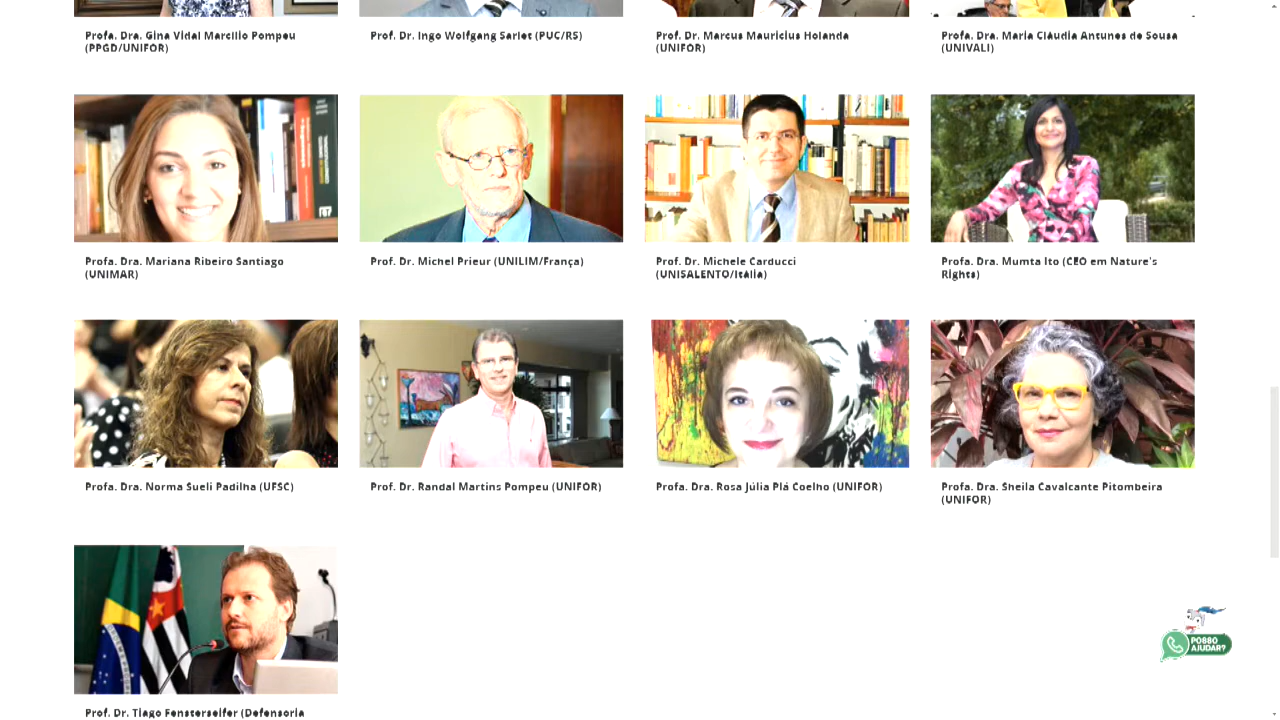 Profa. Dra. Gina Vidal Marcílio Pompeu
(PPGD/UNIFOR)
Prof. Dr. Ingo Wolfgang Sarlet (PUC/RS)
Prof. Dr. Marcus Mauricius Holanda
(UNIFOR)
Profa. Dra. Maria Cláudia Antunes de Sousa
(UNIVALI)
Profa. Dra. Mariana Ribeiro Santiago
(UNIMAR)
Prof. Dr. Michel Prieur (UNILIM/França)
Prof. Dr. Michele Carducci
(UNISALENTO/Itália)
Profa. Dra. Mumta Ito (CEO em Nature's
Rights)
Profa. Dra. Norma Sueli Padilha (UFSC)
Prof. Dr. Randal Martins Pompeu (UNIFOR)
Profa. Dra. Rosa Júlia Plá Coelho (UNIFOR)
Profa. Dra. Sheila Cavalcante Pitombeira
(UNIFOR)
POSSO
AJUDAR?
Prof. Dr. Tiago Fensterseifer (Defensoria